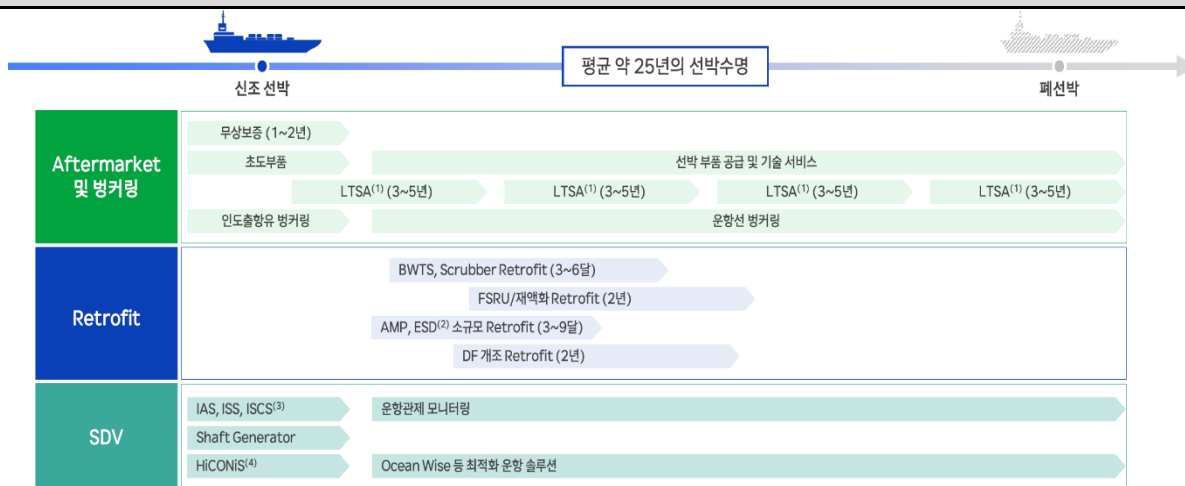 평균 약 25년의 선박수명
신조 선박
폐선박
Aftermarket
및 벙커링
무상보증 (1~2년)
초도부품
선박 부품 공급 및 기술 서비스
LTSA(1) (3~5년)
LTSA(1) (3~5년)
LTSA(1) (3~5년)
LTSA(1) (3~5년)
인도출항유 벙커링
운항선 벙커링
Retrofit
BWTS, Scrubber Retrofit (3~6달)
FSRU/재액화 Retrofit (2년)
AMP, ESD(2) 소규모 Retrofit (3~9달)
DF 개조 Retrofit (2년)
SDV
IAS, ISS, ISCS(3)
운항관제 모니터링
Shaft Generator
HiCONiS(4)
Ocean Wise 등 최적화 운항 솔루션